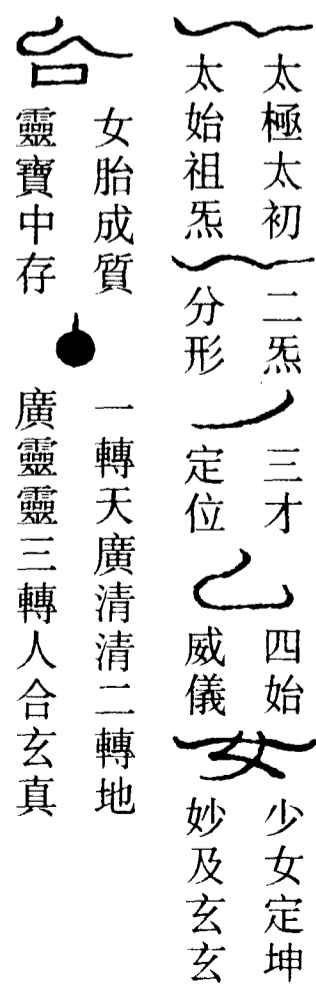 太極太初
太始祖炁
二炁
分形
三才
定位
四始
威儀
女
少女定坤
妙及玄玄
台
女胎成質
靈寶中存
一轉天廣清清二轉地
廣靈靈三轉人合玄真